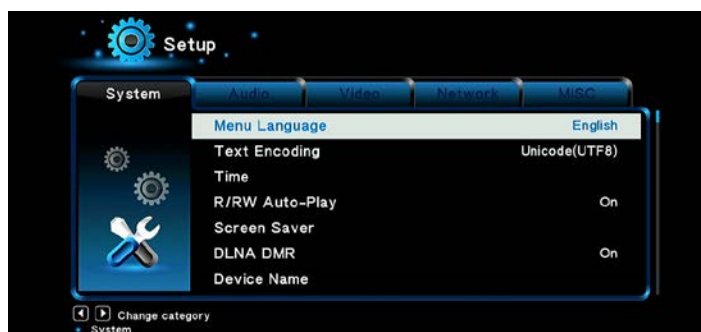 Setup
System Audio Video Network MISC
Menu Language English
Text Encoding Unicode(UTF8)
Time
R/RW Auto-Play On
Screen Saver
DLNA DMR On
Device Name
Change category
System